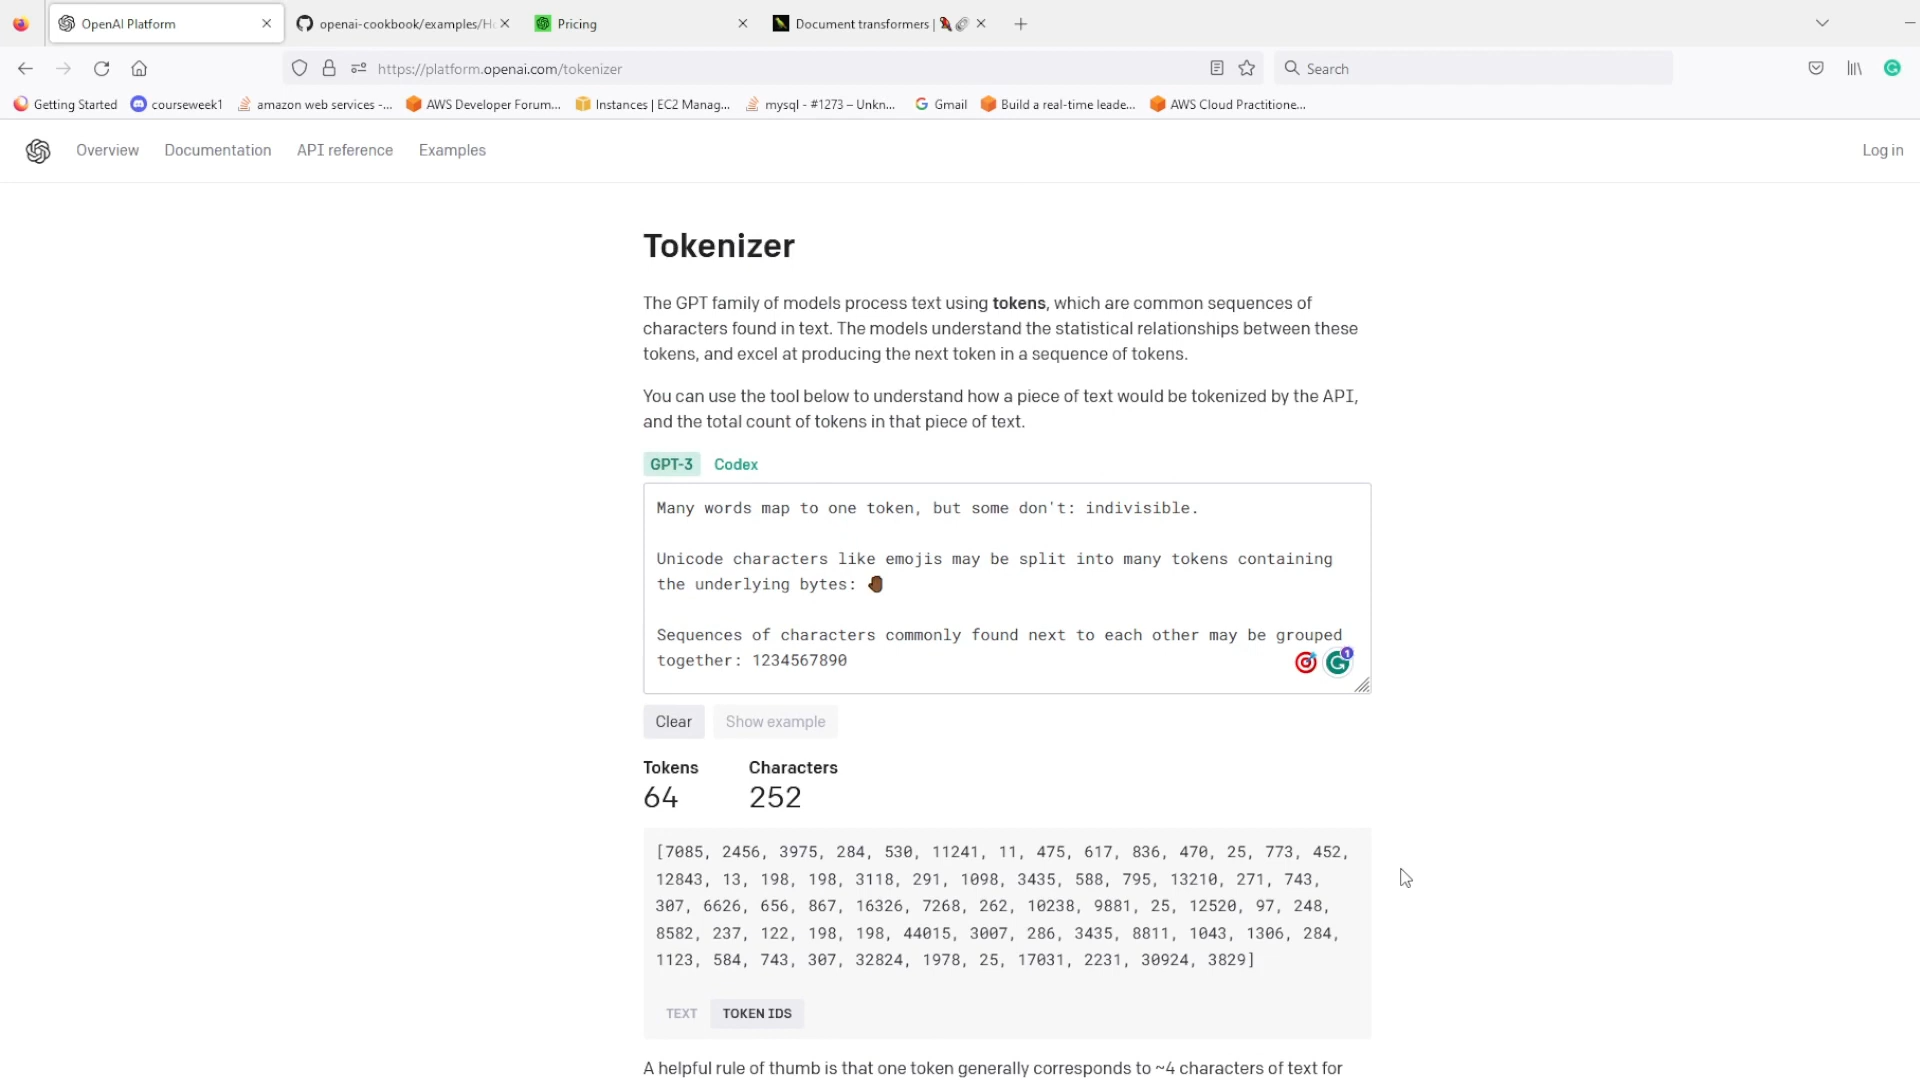 OpenAI Platform
openai-cookbook/examples/H
Pricing
Document transformers |
https://platform.openai.com/tokenizer
Search
Getting Started
courseweek1
amazon web services -...
AWS Developer Forum...
Instances | EC2 Manag...
mysql - #1273 – Unkn...
Gmail
Build a real-time leade...
AWS Cloud Practitione...
Overview
Documentation
API reference
Examples
Log in
Tokenizer
The GPT family of models process text using tokens, which are common sequences of
characters found in text. The models understand the statistical relationships between these
tokens, and excel at producing the next token in a sequence of tokens.
You can use the tool below to understand how a piece of text would be tokenized by the API,
and the total count of tokens in that piece of text.
GPT-3 Codex
Many words map to one token, but some don't: indivisible.
Unicode characters like emojis may be split into many tokens containing
the underlying bytes: 🤚🏾
Sequences of characters commonly found next to each other may be grouped
together: 1234567890
1
Clear Show example
Tokens Characters
64 252
[7085, 2456, 3975, 284, 530, 11241, 11, 475, 617, 836, 470, 25, 773, 452,
12843, 13, 198, 198, 3118, 291, 1098, 3435, 588, 795, 13210, 271, 743,
307, 6626, 656, 867, 16326, 7268, 262, 10238, 9881, 25, 12520, 97, 248,
8582, 237, 122, 198, 198, 44015, 3007, 286, 3435, 8811, 1043, 1306, 284,
1123, 584, 743, 307, 32824, 1978, 25, 17031, 2231, 30924, 3829]
TEXT TOKEN IDS
A helpful rule of thumb is that one token generally corresponds to ~4 characters of text for